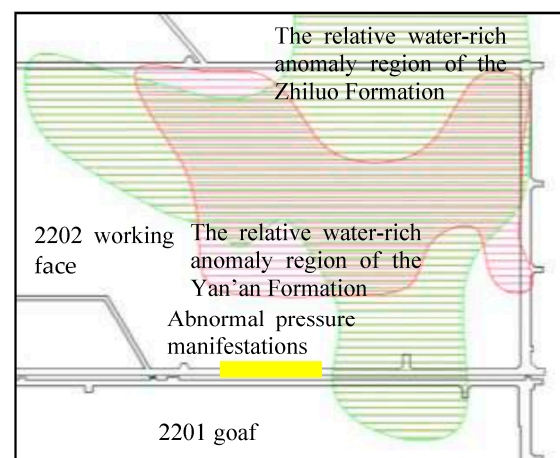 The relative water-rich
anomaly region of the
Zhiluo Formation
2202 working
face
The relative water-rich
anomaly region of the
Yan’an Formation
Abnormal pressure
manifestations
2201 goaf